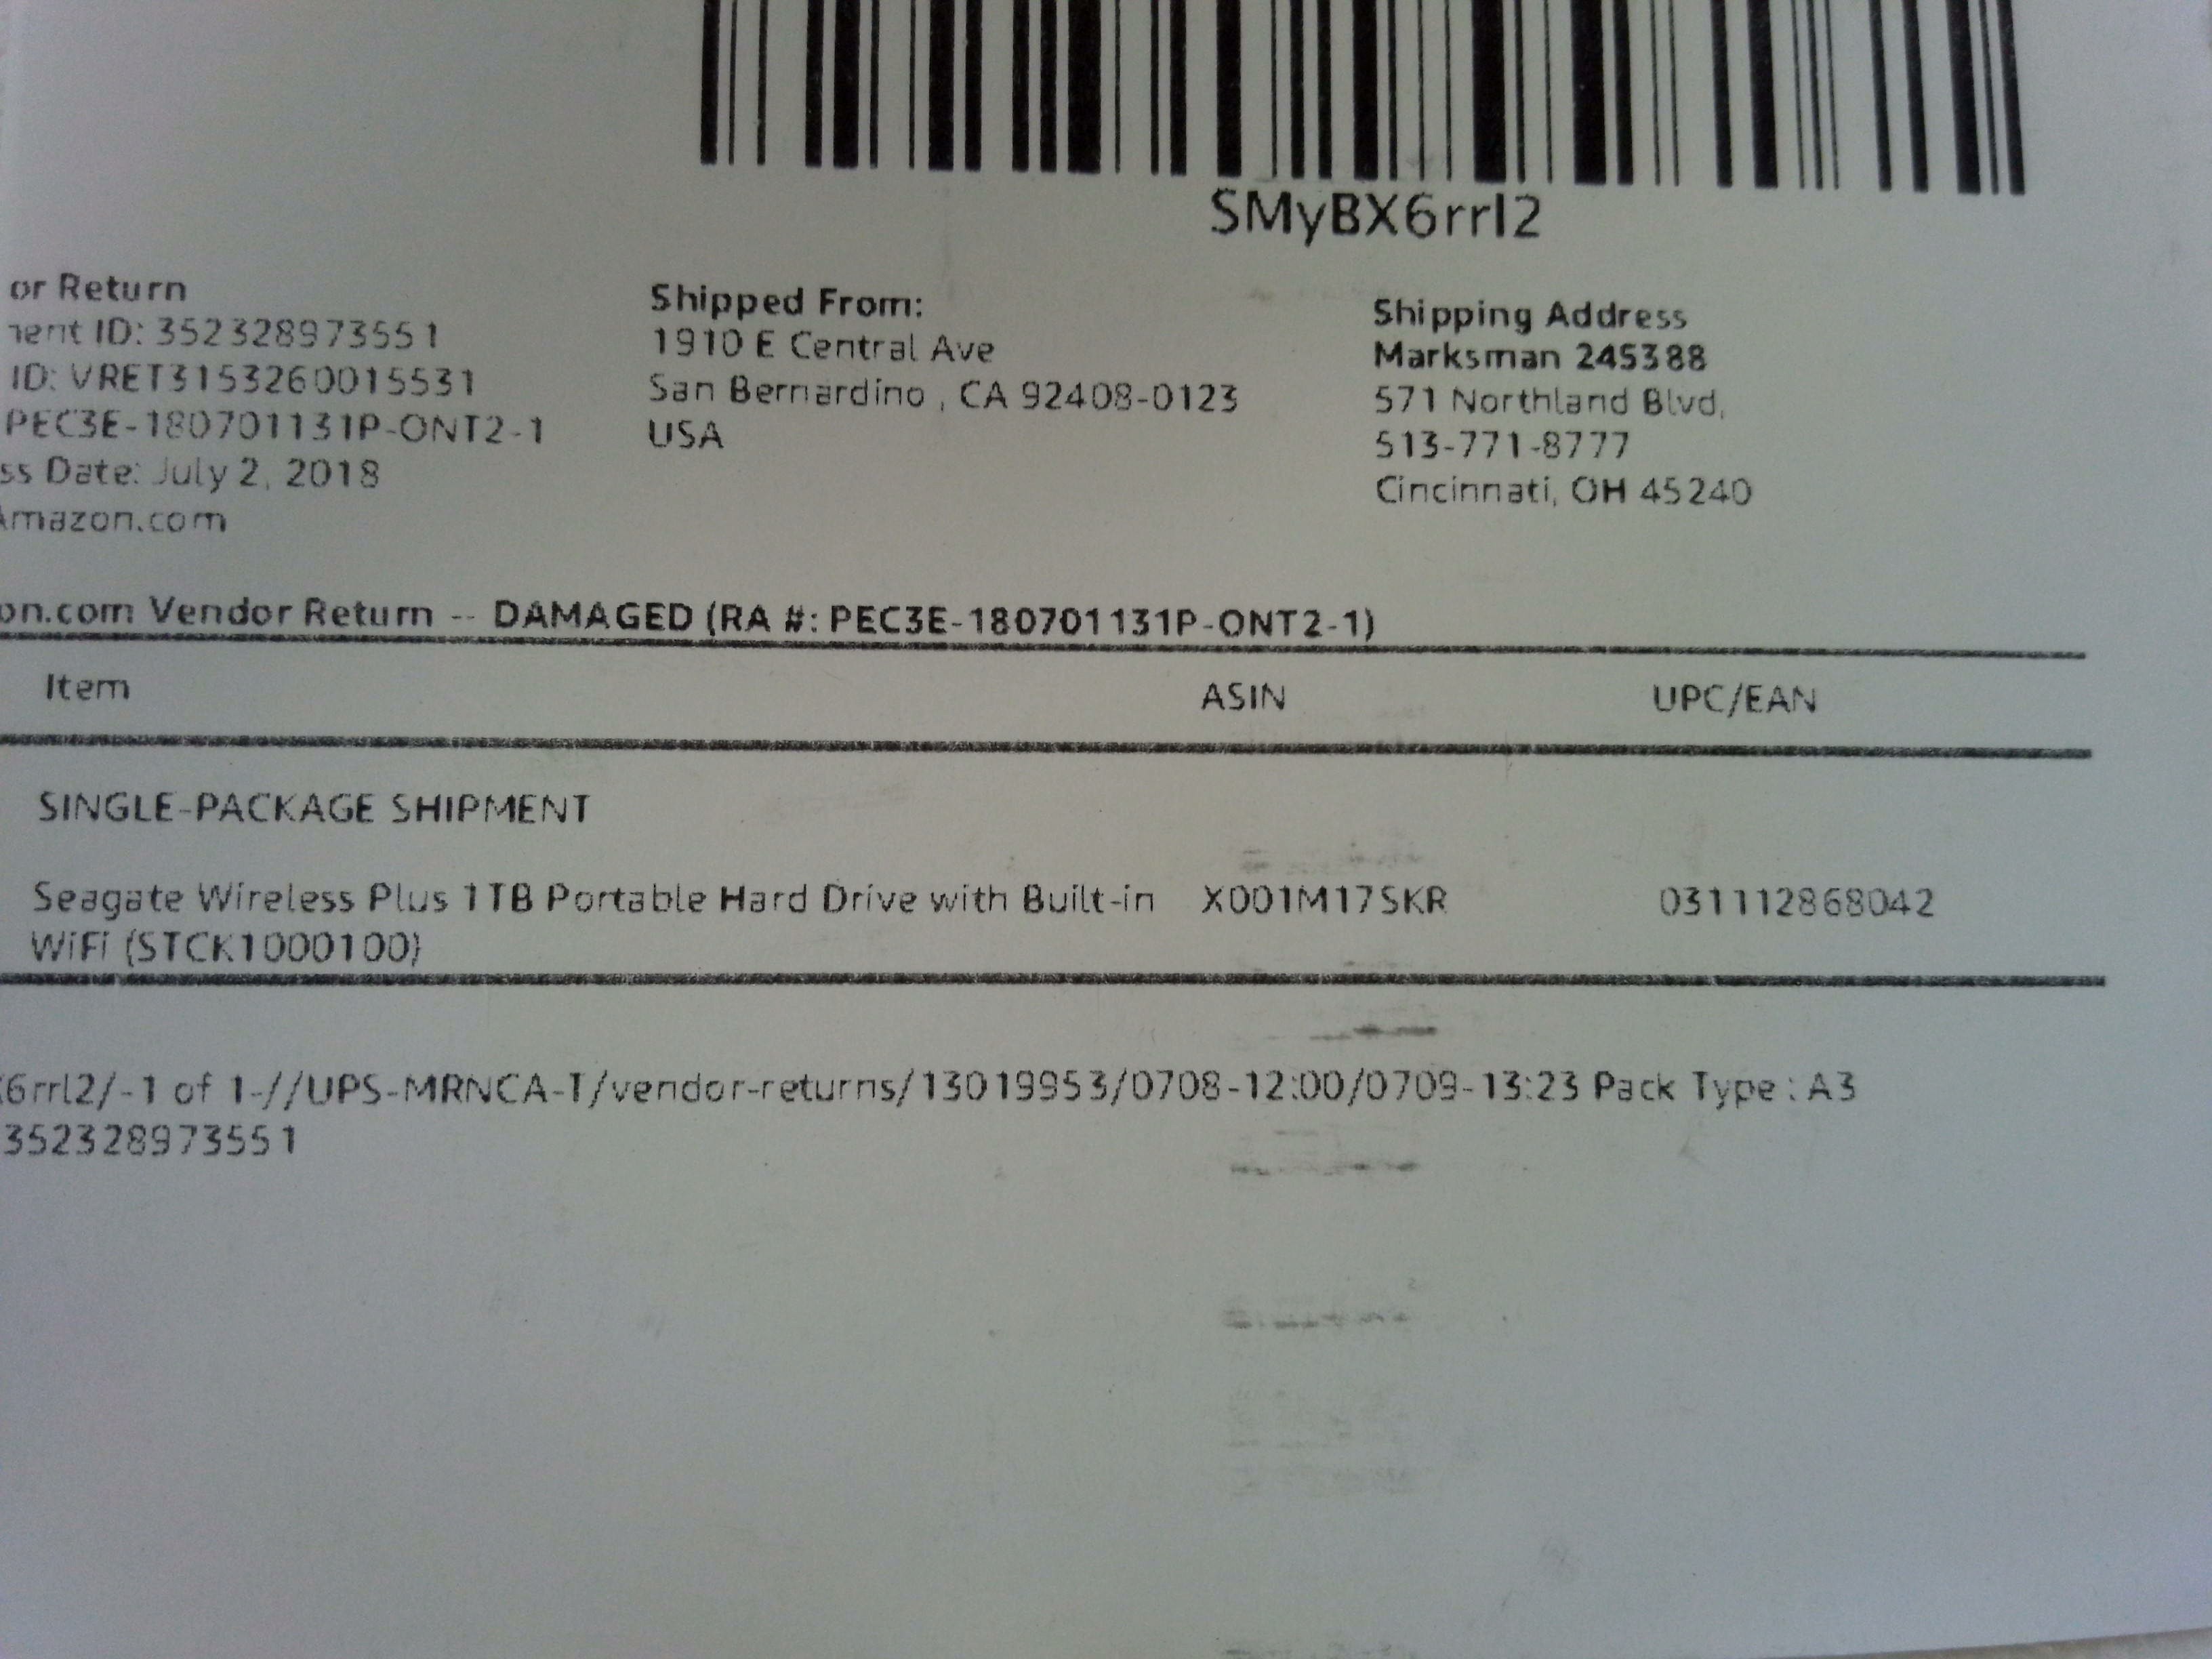 SMyBX6rrl2
or Return
ment ID: 352328973551
ID: VRET3153260015531
PEC3E-180701131P-ONT2-1
ss Date: July 2, 2018
Amazon.com
Shipped From:
1910 E Central Ave
San Bernardino , CA 92408-0123
USA
Shipping Address
Marksman 245388
571 Northland Blvd,
513-771-8777
Cincinnati, OH 45240
on.com Vendor Return -- DAMAGED (RA #: PEC3E-180701131P-ONT2-1)
Item ASIN UPC/EAN
SINGLE-PACKAGE SHIPMENT
Seagate Wireless Plus 1TB Portable Hard Drive with Built-in X001M17SKR 031112868042
WiFi (STCK1000100)
6rrl2/-1 of 1-//UPS-MRNCA-T/vendor-returns/13019953/0708-12:00/0709-13:23 Pack Type : A3
352328973551